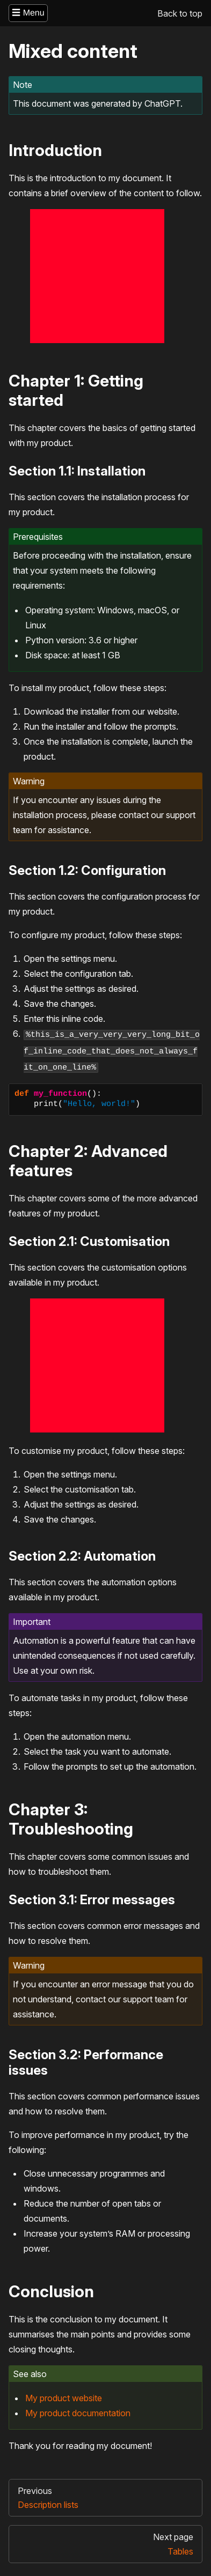 Menu
Back to top
Mixed content
Note
This document was generated by ChatGPT.
Introduction
This is the introduction to my document. It
contains a brief overview of the content to follow.
Chapter 1: Getting
started
This chapter covers the basics of getting started
with my product.
Section 1.1: Installation
This section covers the installation process for
my product.
Prerequisites
Before proceeding with the installation, ensure
that your system meets the following
requirements:
• Operating system: Windows, macOS, or
Linux
• Python version: 3.6 or higher
• Disk space: at least 1 GB
To install my product, follow these steps:
1. Download the installer from our website.
2. Run the installer and follow the prompts.
3. Once the installation is complete, launch the
product.
Warning
If you encounter any issues during the
installation process, please contact our support
team for assistance.
Section 1.2: Configuration
This section covers the configuration process for
my product.
To configure my product, follow these steps:
1. Open the settings menu.
2. Select the configuration tab.
3. Adjust the settings as desired.
4. Save the changes.
5. Enter this inline code.
6. %this_is_a_very_very_very_long_bit_o
f_inline_code_that_does_not_always_f
it_on_one_line%
def my_function():
    print("Hello, world!")
Chapter 2: Advanced
features
This chapter covers some of the more advanced
features of my product.
Section 2.1: Customisation
This section covers the customisation options
available in my product.
To customise my product, follow these steps:
1. Open the settings menu.
2. Select the customisation tab.
3. Adjust the settings as desired.
4. Save the changes.
Section 2.2: Automation
This section covers the automation options
available in my product.
Important
Automation is a powerful feature that can have
unintended consequences if not used carefully.
Use at your own risk.
To automate tasks in my product, follow these
steps:
1. Open the automation menu.
2. Select the task you want to automate.
3. Follow the prompts to set up the automation.
Chapter 3:
Troubleshooting
This chapter covers some common issues and
how to troubleshoot them.
Section 3.1: Error messages
This section covers common error messages and
how to resolve them.
Warning
If you encounter an error message that you do
not understand, contact our support team for
assistance.
Section 3.2: Performance
issues
This section covers common performance issues
and how to resolve them.
To improve performance in my product, try the
following:
• Close unnecessary programmes and
windows.
• Reduce the number of open tabs or
documents.
• Increase your system's RAM or processing
power.
Conclusion
This is the conclusion to my document. It
summarises the main points and provides some
closing thoughts.
See also
• My product website
• My product documentation
Thank you for reading my document!
Previous
Description lists
Next page
Tables